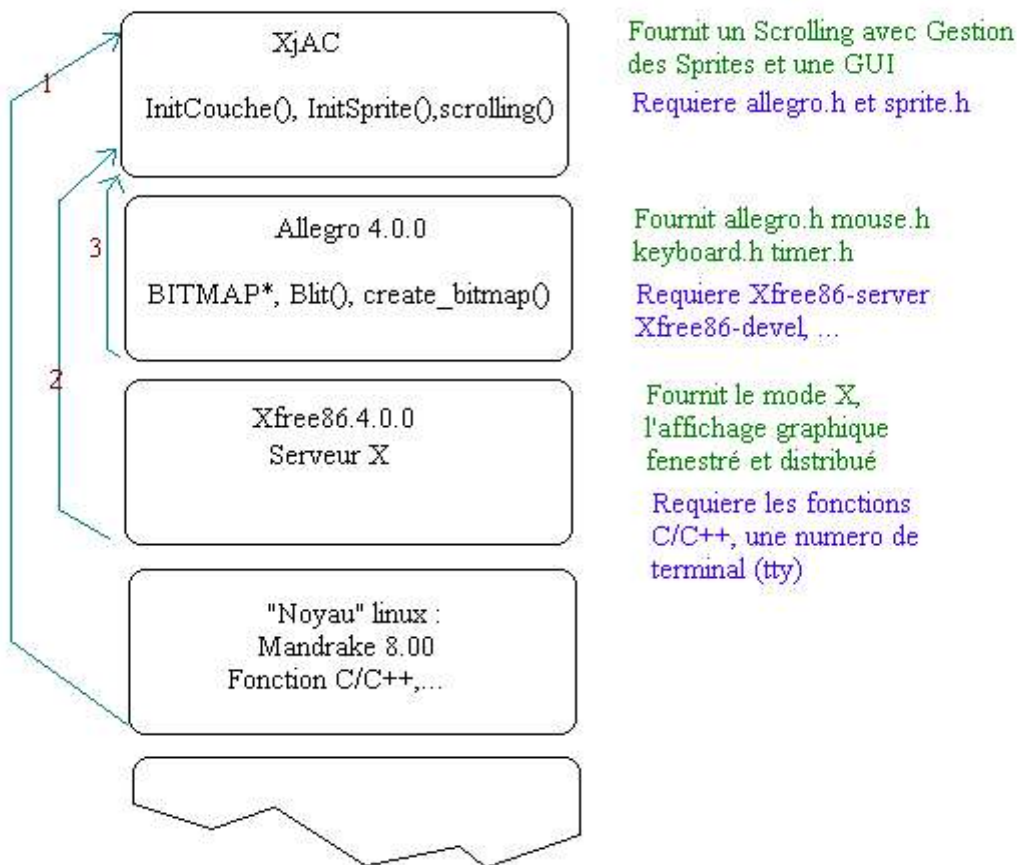 XjAC
InitCouche(), InitSprite(),scrolling()
Fournit un Scrolling avec Gestion
des Sprites et une GUI
Requiere allegro.h et sprite.h
1
Allegro 4.0.0
BITMAP*, Blit(), create_bitmap()
Fournit allegro.h mouse.h
keyboard.h timer.h
Requiere Xfree86-server
Xfree86-devel, ...
3
2
Xfree86.4.0.0
Serveur X
Fournit le mode X,
l'affichage graphique
fenestré et distribué
Requiere les fonctions
C/C++, une numero de
terminal (tty)
"Noyau" linux :
Mandrake 8.00
Fonction C/C++,...